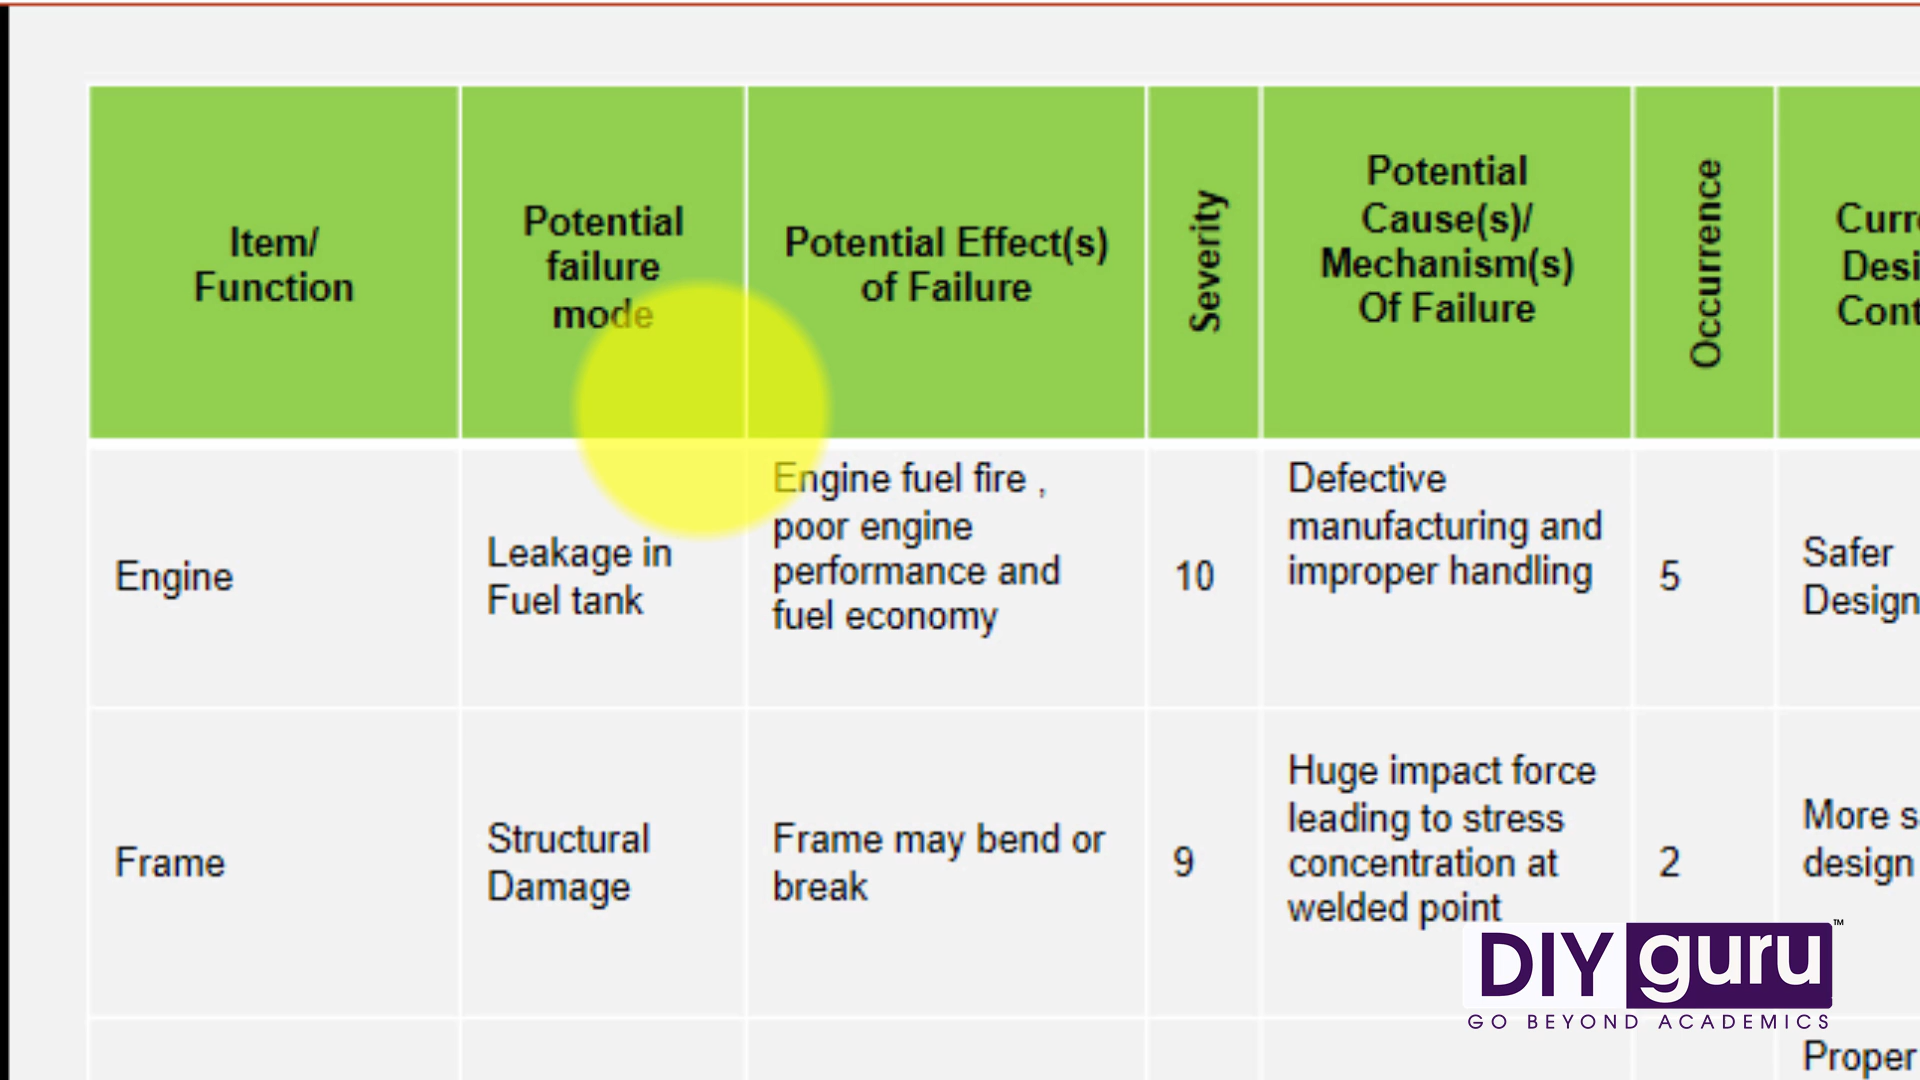 Item/
Function
Potential
failure
mode
Potential Effect(s)
of Failure
Severity
Potential
Cause(s)/
Mechanism(s)
Of Failure
Occurrence
Engine
Leakage in
Fuel tank
Engine fuel fire ,
poor engine
performance and
fuel economy
10
Defective
manufacturing and
improper handling
5
Safer
Design
Frame
Structural
Damage
Frame may bend or
break
9
Huge impact force
leading to stress
concentration at
welded point
2
More
design
Proper
DIY guru™
GO BEYOND ACADEMICS